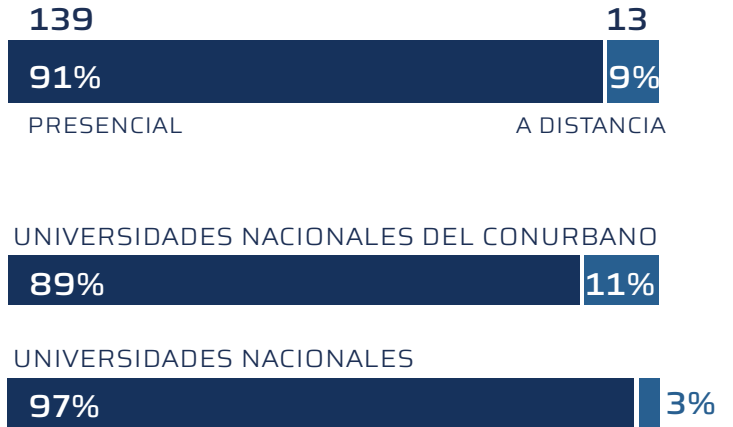 139 13
91% 9%
PRESENCIAL A DISTANCIA
UNIVERSIDADES NACIONALES DEL CONURBANO
89% 11%
UNIVERSIDADES NACIONALES
97% 3%